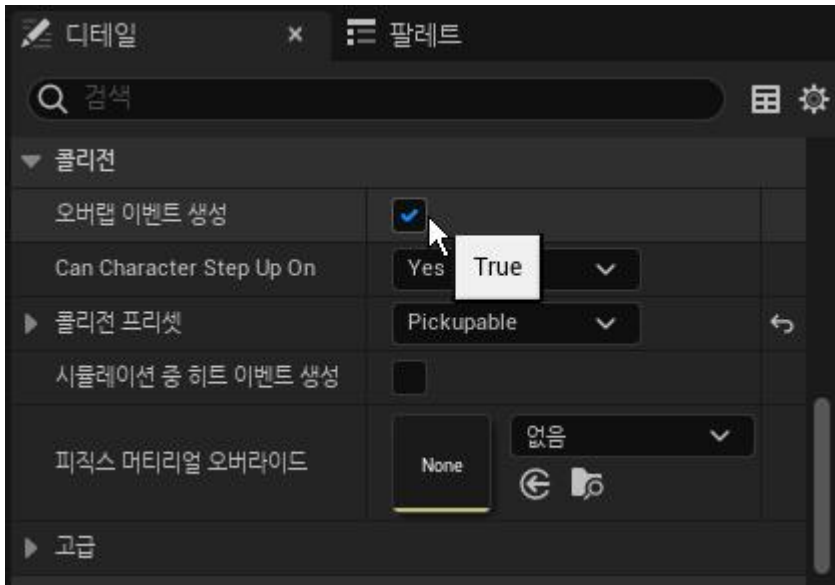 디테일
팔레트
검색
콜리전
오버랩 이벤트 생성
True
Can Character Step Up On Yes
콜리전 프리셋 Pickupable
시뮬레이션 중 히트 이벤트 생성
피직스 머티리얼 오버라이드 None 없음
고급